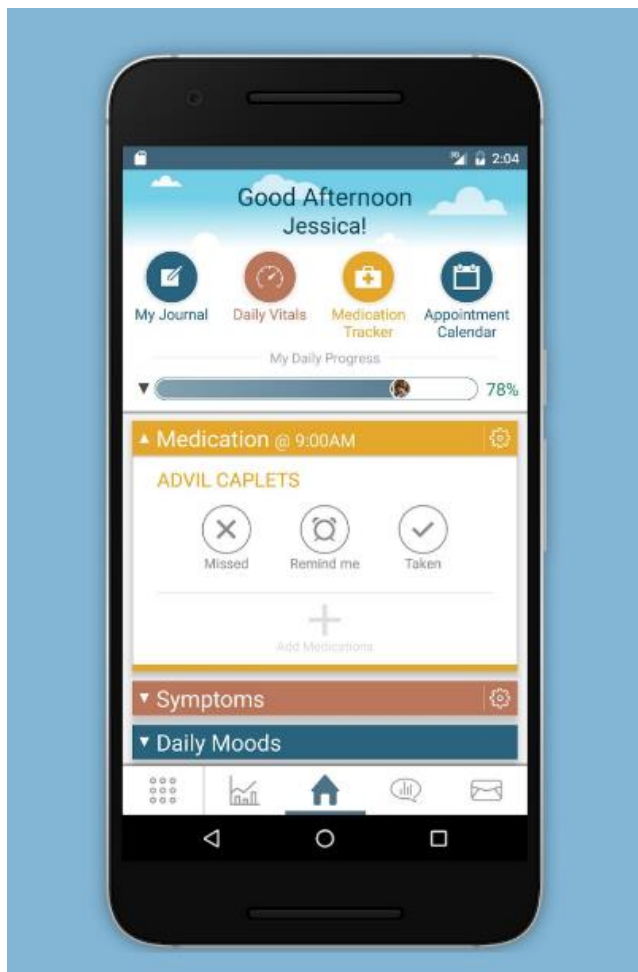 2:04
Good Afternoon
Jessica!
My Journal
Daily Vitals
Medication
Tracker
Appointment
Calendar
My Daily Progress
78%
Medication @ 9:00AM
ADVIL CAPLETS
Missed
Remind me
Taken
Add Medications
Symptoms
Daily Moods